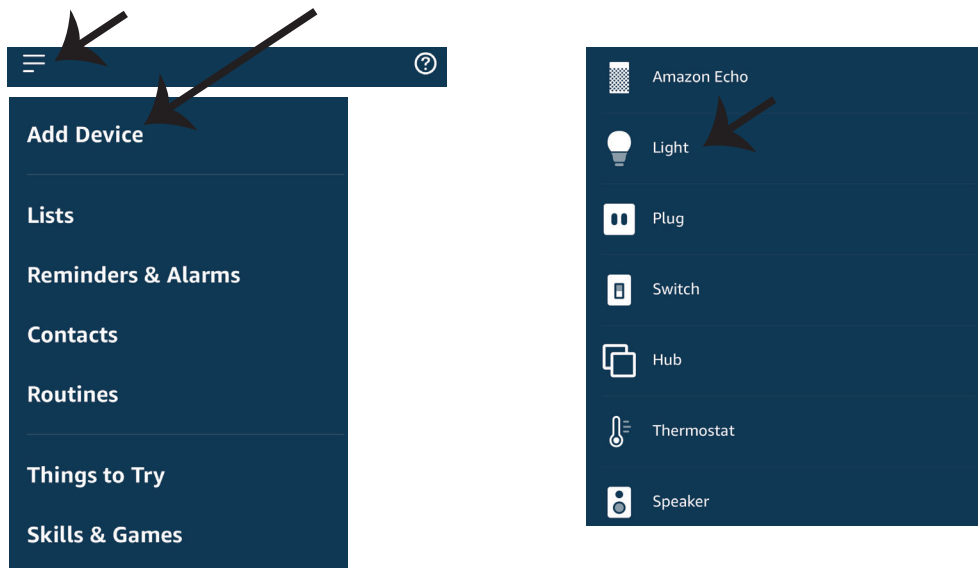 ?
Add Device
Lists
Reminders & Alarms
Contacts
Routines
Things to Try
Skills & Games
Amazon Echo
Light
Plug
Switch
Hub
Thermostat
Speaker